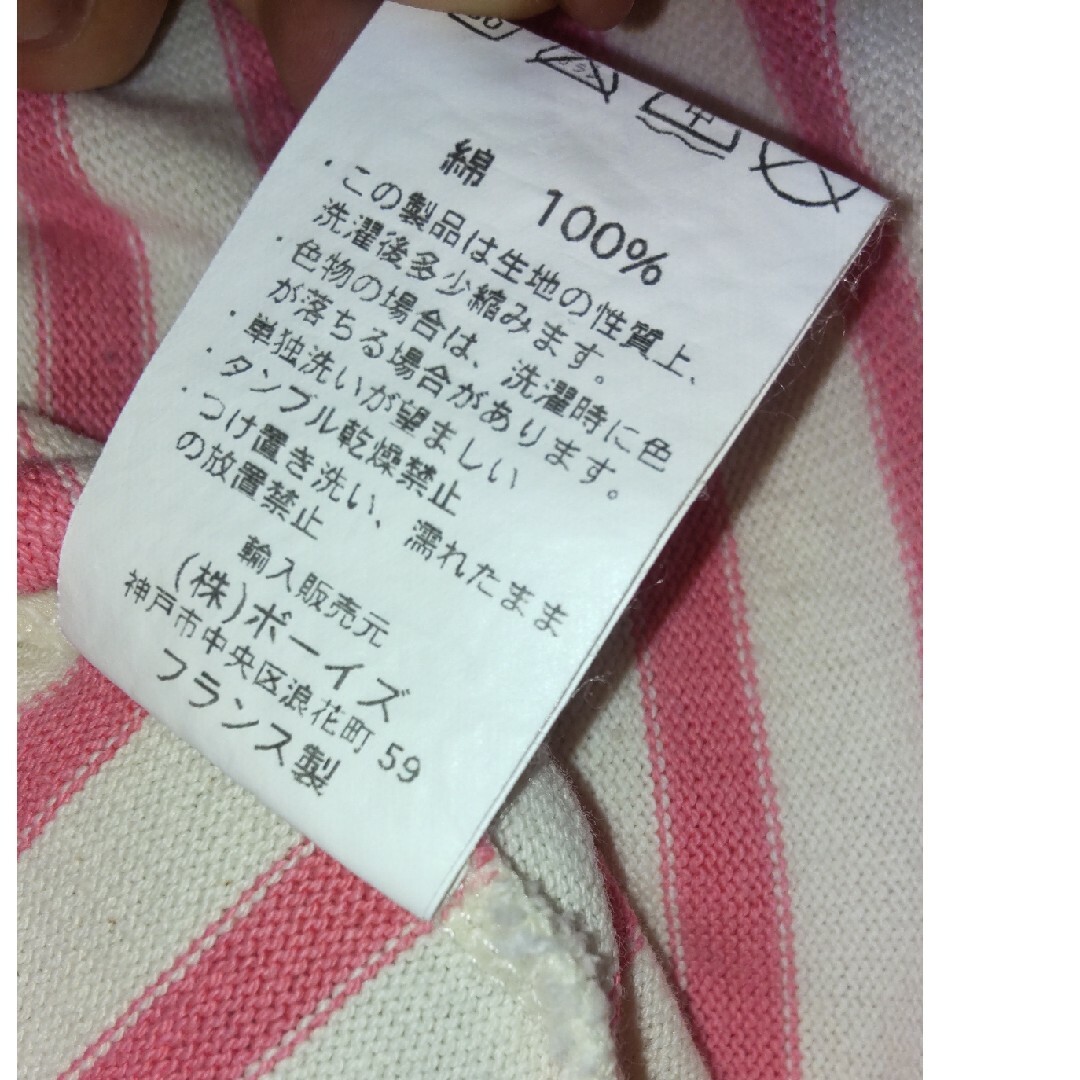 中
綿 100%
・この製品は生地の性質上、
洗濯後多少縮みます。
・色物の場合は、洗濯時に色
が落ちる場合があります。
・単独洗いが望ましい
・タンブル乾燥禁止
・つけ置き洗い、濡れたまま
の放置禁止
輸入販売元
(株)ボーイズ
神戸市中央区浪花町 59
フランス製